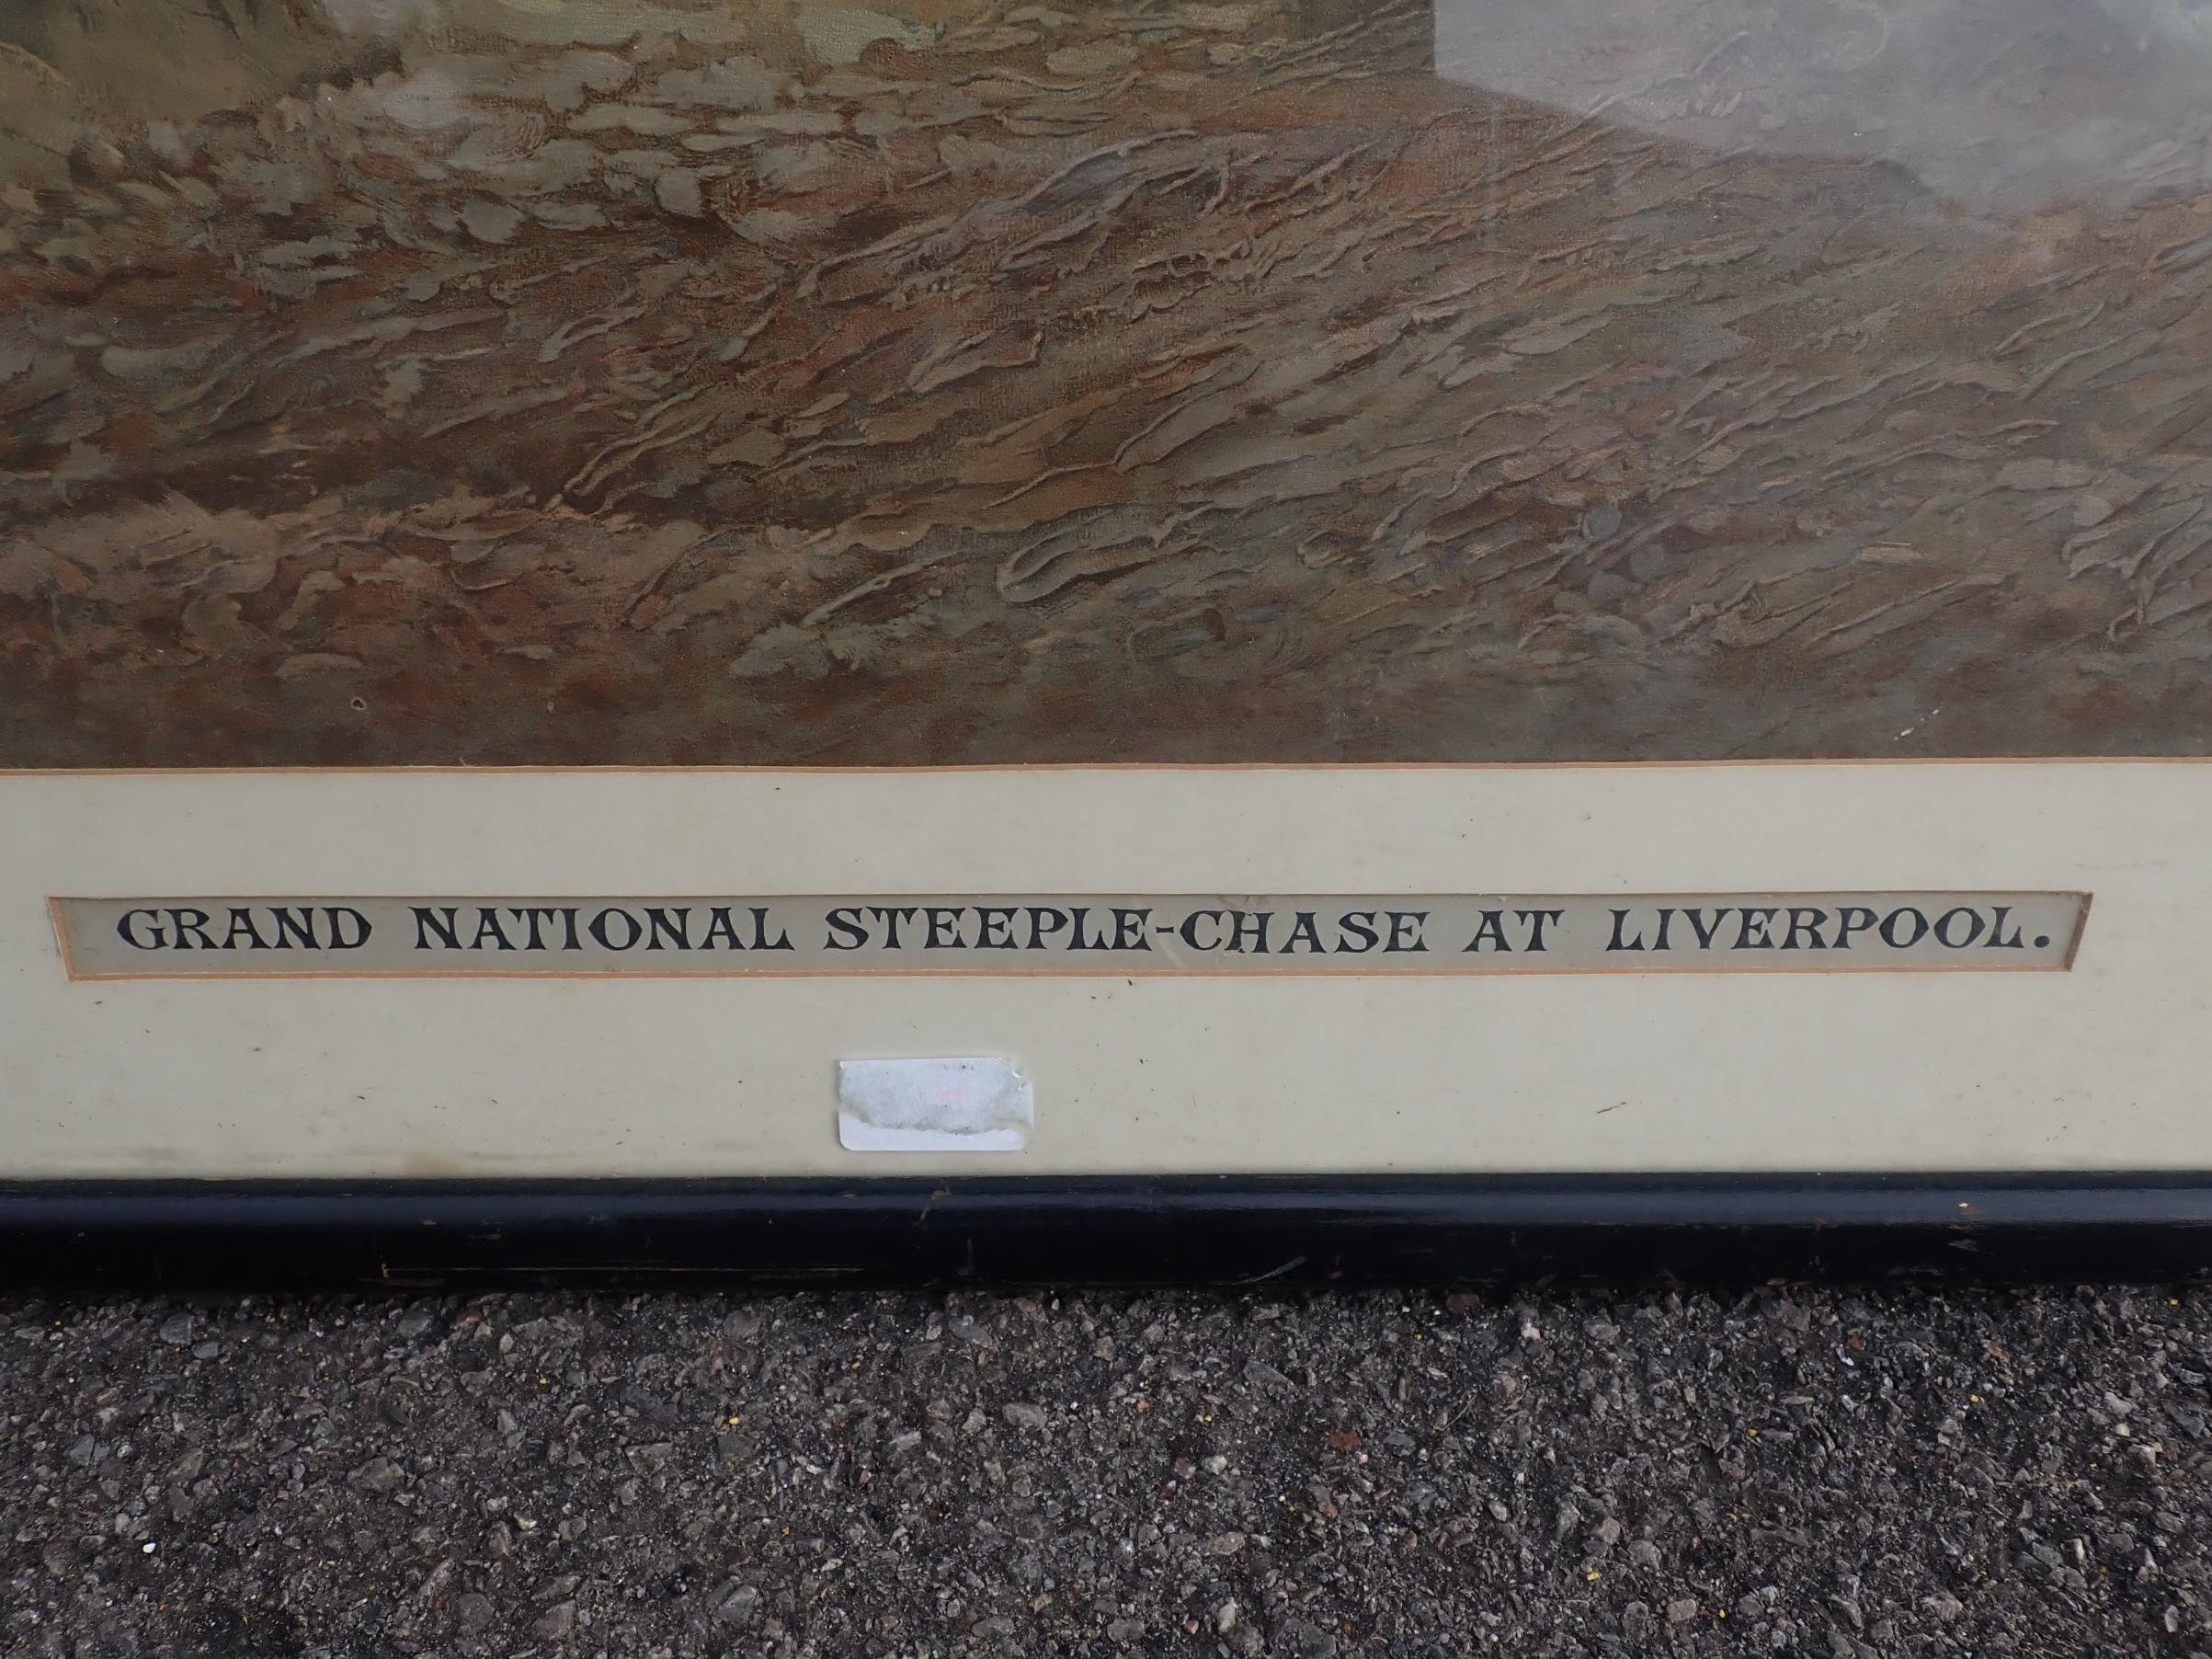 GRAND NATIONAL STEEPLE-CHASE AT LIVERPOOL.